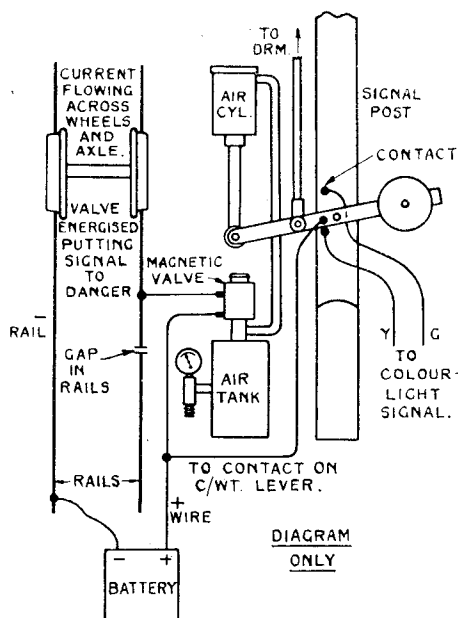 TO
DRM.
CURRENT
FLOWING
ACROSS
WHEELS
AND
AXLE.
AIR
CYL.
SIGNAL
POST
CONTACT
VALVE
ENERGISED
PUTTING
SIGNAL
TO
DANGER
MAGNETIC
VALVE
–
RAIL
GAP
IN
RAILS
AIR
TANK
Y
G
TO
COLOUR-
LIGHT
SIGNAL.
RAILS
TO CONTACT ON
C/WT. LEVER.
+
WIRE
DIAGRAM
ONLY
– +
BATTERY